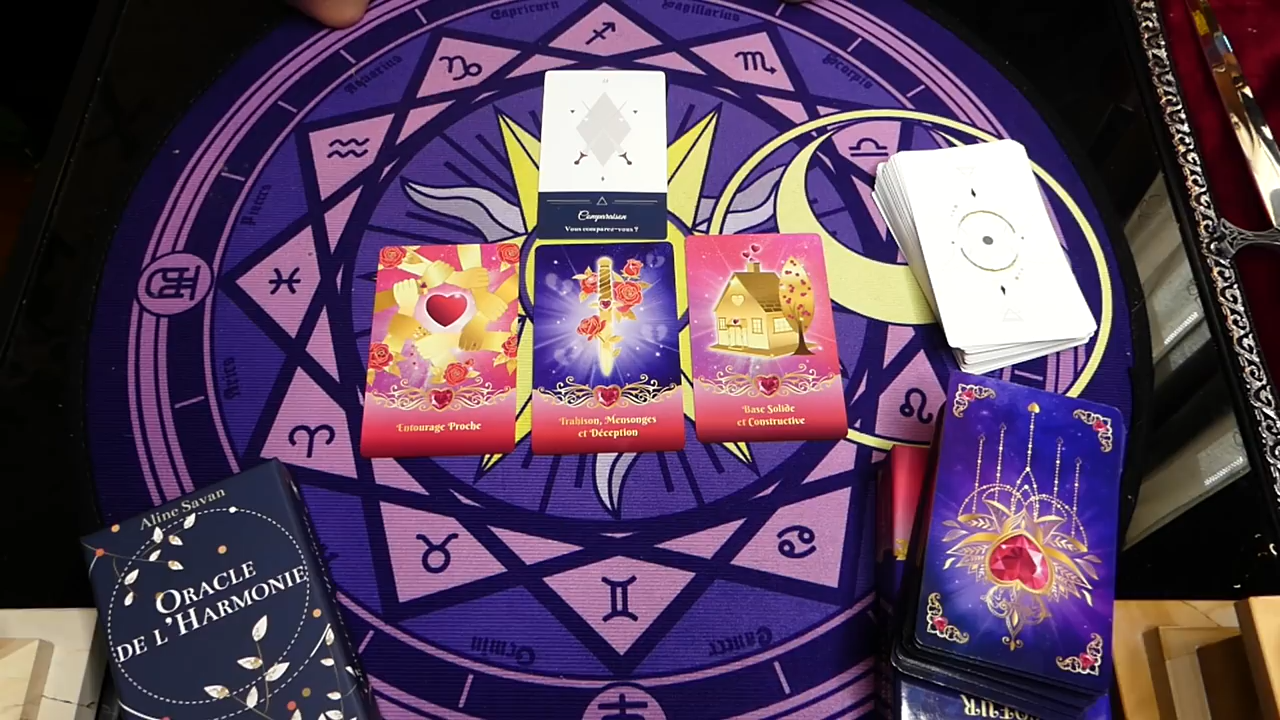 Capricorn
Sagittarius
Aquarius
Scorpio
Pisces
Comparaison
Vous comparez-vous ?
Entourage Proche
Trahison, Mensonges
et Déception
Base Solide
et Constructive
Aline Savan
ORACLE
DE L'HARMONIE
Gemini
Cancer